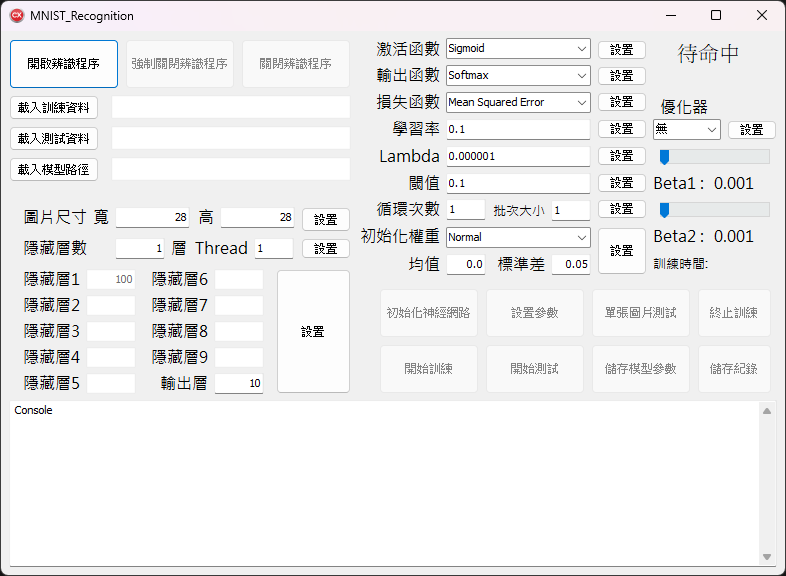 MNIST_Recognition
開啟辨識程序 強制關閉辨識程序 關閉辨識程序
載入訓練資料
載入測試資料
載入模型路徑
圖片尺寸 寬 28 高 28 設置
隱藏層數 1 層 Thread 1 設置
隱藏層1 100 隱藏層6
隱藏層2 隱藏層7
隱藏層3 隱藏層8 設置
隱藏層4 隱藏層9
隱藏層5 輸出層 10
激活函數 Sigmoid 設置 待命中
輸出函數 Softmax 設置
損失函數 Mean Squared Error 設置 優化器
學習率 0.1 設置 無 設置
Lambda 0.000001 設置
閥值 0.1 設置 Beta1: 0.001
循環次數 1 批次大小 1 設置
初始化權重 Normal 設置 Beta2: 0.001
均值 0.0 標準差 0.05 訓練時間:
初始化神經網路 設置參數 單張圖片測試 終止訓練
開始訓練 開始測試 儲存模型參數 儲存紀錄
Console